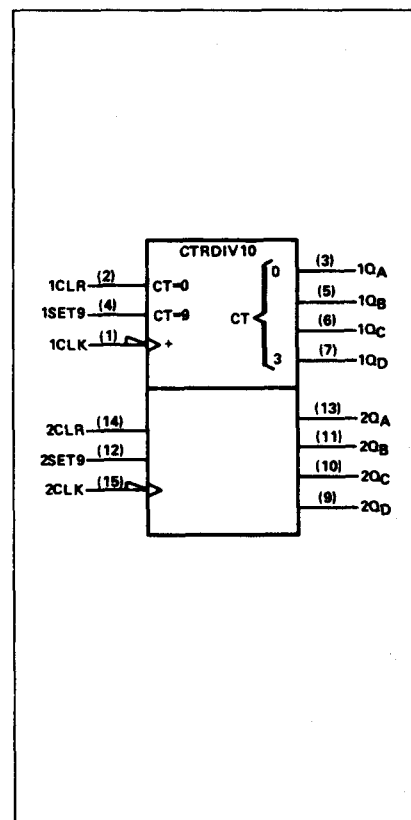 CTRDIV10
1CLR (2) CT=0
1SET9 (4) CT=9
1CLK (1) +
CT
0
3
(3) 1QA
(5) 1QB
(6) 1QC
(7) 1QD
2CLR (14)
2SET9 (12)
2CLK (15)
(13) 2QA
(11) 2QB
(10) 2QC
(9) 2QD